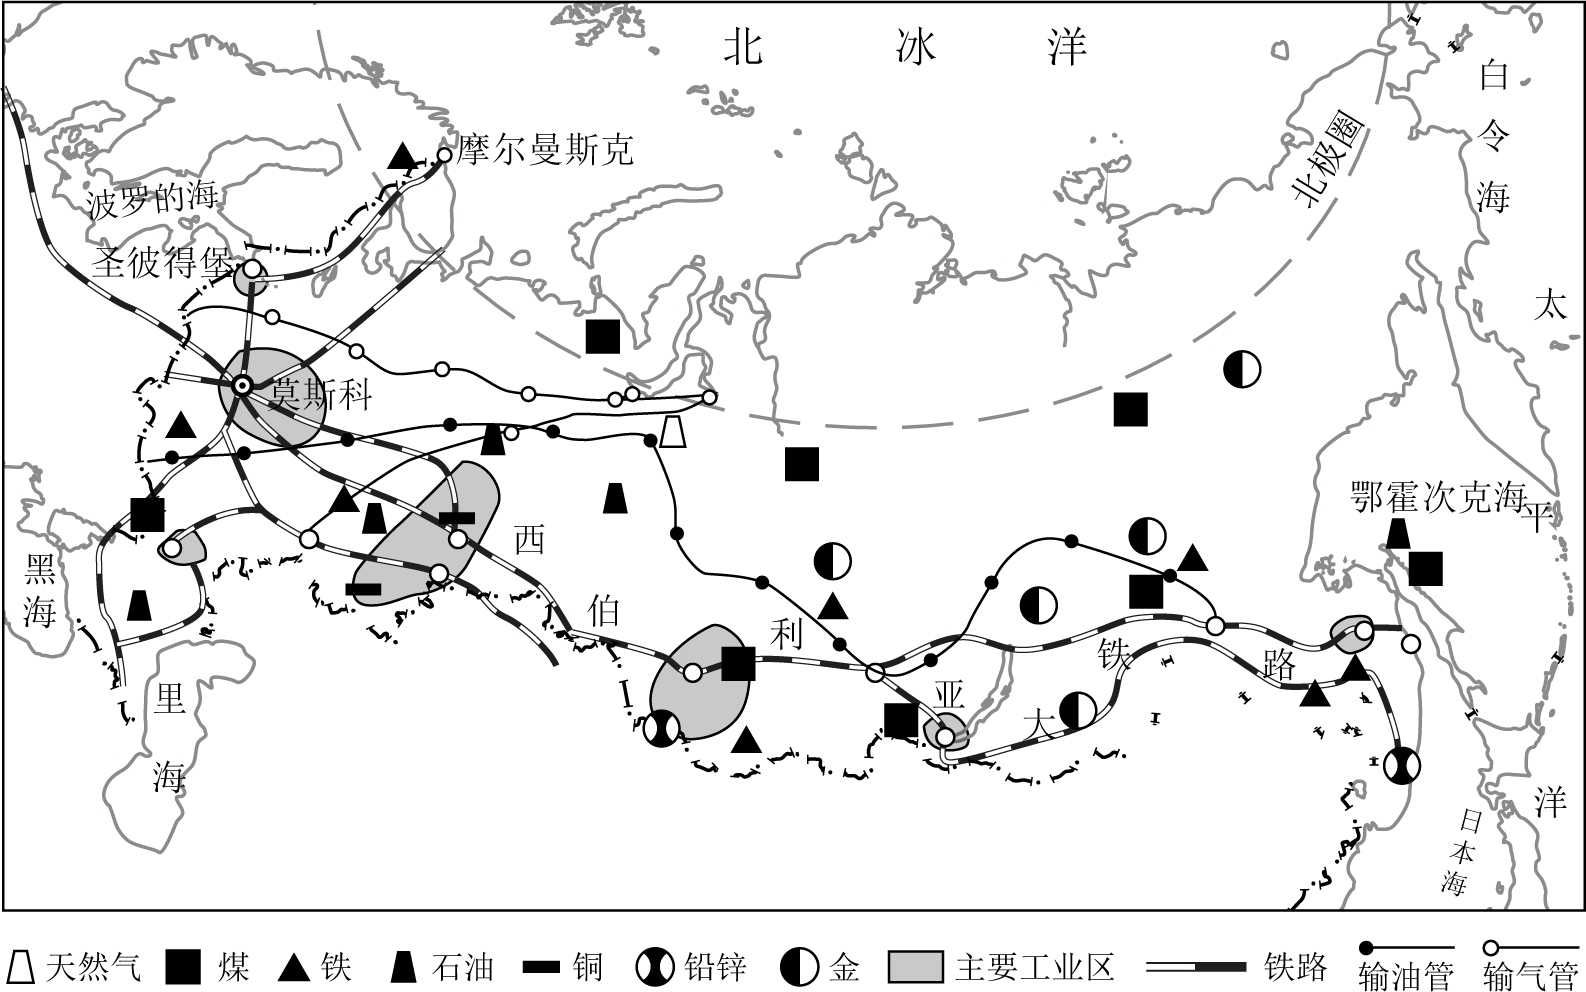 北冰洋
白令海
北极圈
摩尔曼斯克
波罗的海
圣彼得堡
太平洋
莫斯科
鄂霍次克海
西伯利亚大铁路
黑海
里海
日本海
天然气 煤 铁 石油 铜 铅锌 金 主要工业区 铁路 输油管 输气管